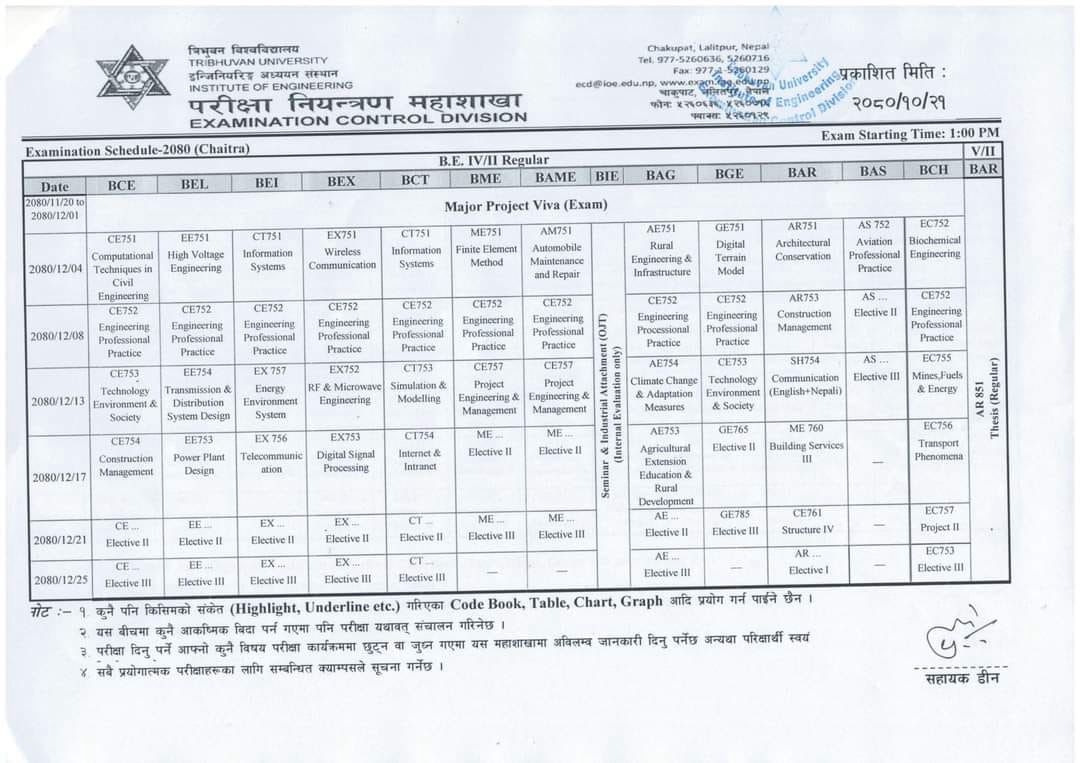 त्रिभुवन विश्वविद्यालय
TRIBHUVAN UNIVERSITY
इन्जिनियरिङ अध्ययन संस्थान
INSTITUTE OF ENGINEERING
परीक्षा नियन्त्रण महाशाखा
EXAMINATION CONTROL DIVISION
Chakupat, Lalitpur, Nepal
Tel. 977-5260636, 5260716
Fax: 977-1-5260129
ecd@ioe.edu.np, www.exam.ioe.edu.np
चाकुपाट, ललितपुर, नेपाल
फोनः ५२६०६३६, ५२६०७१६
फ्याक्सः ५२६०१२९
University
of Engineering
Control Division
प्रकाशित मिति :
२०८०/१०/२१
Exam Starting Time: 1:00 PM
Examination Schedule-2080 (Chaitra)
B.E. IV/II Regular V/II
Date BCE BEL BEI BEX BCT BME BAME BIE BAG BGE BAR BAS BCH BAR
2080/11/20 to 2080/12/01 Major Project Viva (Exam)
2080/12/04
CE751 Computational Techniques in Civil Engineering
EE751 High Voltage Engineering
CT751 Information Systems
EX751 Wireless Communication
CT751 Information Systems
ME751 Finite Element Method
AM751 Automobile Maintenance and Repair
AE751 Rural Engineering & Infrastructure
GE751 Digital Terrain Model
AR751 Architectural Conservation
AS 752 Aviation Professional Practice
EC752 Biochemical Engineering
2080/12/08
CE752 Engineering Professional Practice
CE752 Engineering Professional Practice
CE752 Engineering Professional Practice
CE752 Engineering Professional Practice
CE752 Engineering Professional Practice
CE752 Engineering Professional Practice
CE752 Engineering Professional Practice
CE752 Engineering Processional Practice
CE752 Engineering Professional Practice
AR753 Construction Management
AS ... Elective II
CE752 Engineering Professional Practice
2080/12/13
CE753 Technology Environment & Society
EE754 Transmission & Distribution System Design
EX 757 Energy Environment System
EX752 RF & Microwave Engineering
CT753 Simulation & Modelling
CE757 Project Engineering & Management
CE757 Project Engineering & Management
AE754 Climate Change & Adaptation Measures
CE753 Technology Environment & Society
SH754 Communication (English+Nepali)
AS ... Elective III
EC755 Mines,Fuels & Energy
2080/12/17
CE754 Construction Management
EE753 Power Plant Design
EX 756 Telecommunic ation
EX753 Digital Signal Processing
CT754 Internet & Intranet
ME ... Elective II
ME ... Elective II
AE753 Agricultural Extension Education & Rural Development
GE765 Elective II
ME 760 Building Services III
—
EC756 Transport Phenomena
2080/12/21
CE ... Elective II
EE ... Elective II
EX ... Elective II
EX ... Elective II
CT ... Elective II
ME ... Elective III
ME ... Elective III
AE ... Elective II
GE785 Elective III
CE761 Structure IV
—
EC757 Project II
2080/12/25
CE ... Elective III
EE ... Elective III
EX ... Elective III
EX ... Elective III
CT ... Elective III
—
—
AE ... Elective III
—
AR ... Elective I
—
EC753 Elective III
Seminar & Industrial Attachment (OJT)
(Internal Evaluation only)
AR 851
Thesis (Regular)
नोट :– १. कुनै पनि किसिमको संकेत (Highlight, Underline etc.) गरिएका Code Book, Table, Chart, Graph आदि प्रयोग गर्न पाईने छैन ।
२. यस बीचमा कुनै आकष्मिक बिदा पर्न गएमा पनि परीक्षा यथावत् संचालन गरिनेछ ।
३. परीक्षा दिनु पर्ने आफ्नो कुनै विषय परीक्षा कार्यक्रममा छुट्न वा जुध्न गएमा यस महाशाखामा अविलम्व जानकारी दिनु पर्नेछ अन्यथा परिक्षार्थी स्वयं
४. सबै प्रयोगात्मक परीक्षाहरूका लागि सम्बन्धित क्याम्पसले सूचना गर्नेछ ।
सहायक डीन